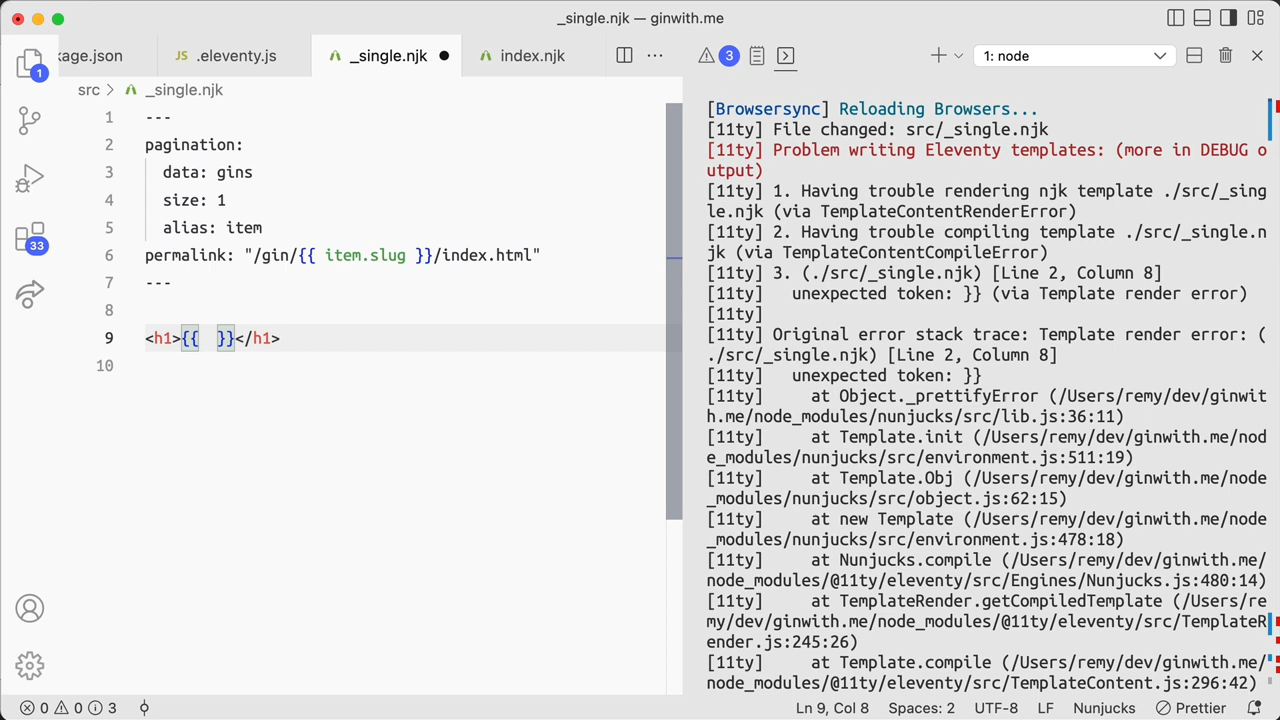 _single.njk — ginwith.me
kage.json
JS .eleventy.js
_single.njk
index.njk
3
1: node
1
33
src > _single.njk
1 ---
2 pagination:
3 data: gins
4 size: 1
5 alias: item
6 permalink: "/gin/{{ item.slug }}/index.html"
7 ---
8
9 <h1>{{  }}</h1>
10
[Browsersync] Reloading Browsers...
[11ty] File changed: src/_single.njk
[11ty] Problem writing Eleventy templates: (more in DEBUG o
utput)
[11ty] 1. Having trouble rendering njk template ./src/_sing
le.njk (via TemplateContentRenderError)
[11ty] 2. Having trouble compiling template ./src/_single.n
jk (via TemplateContentCompileError)
[11ty] 3. (./src/_single.njk) [Line 2, Column 8]
[11ty]   unexpected token: }} (via Template render error)
[11ty]
[11ty] Original error stack trace: Template render error: (
./src/_single.njk) [Line 2, Column 8]
[11ty]   unexpected token: }}
[11ty]     at Object._prettifyError (/Users/remy/dev/ginwit
h.me/node_modules/nunjucks/src/lib.js:36:11)
[11ty]     at Template.init (/Users/remy/dev/ginwith.me/nod
e_modules/nunjucks/src/environment.js:511:19)
[11ty]     at Template.Obj (/Users/remy/dev/ginwith.me/node
_modules/nunjucks/src/object.js:62:15)
[11ty]     at new Template (/Users/remy/dev/ginwith.me/node
_modules/nunjucks/src/environment.js:478:18)
[11ty]     at Nunjucks.compile (/Users/remy/dev/ginwith.me/
node_modules/@11ty/eleventy/src/Engines/Nunjucks.js:480:14)
[11ty]     at TemplateRender.getCompiledTemplate (/Users/re
my/dev/ginwith.me/node_modules/@11ty/eleventy/src/TemplateR
ender.js:245:26)
[11ty]     at Template.compile (/Users/remy/dev/ginwith.me/
node_modules/@11ty/eleventy/src/TemplateContent.js:296:42)
0 0 3
Ln 9, Col 8 Spaces: 2 UTF-8 LF Nunjucks Prettier